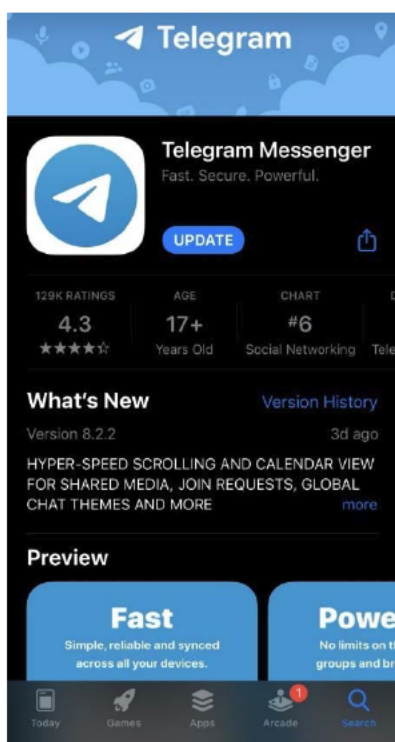 Telegram
Telegram Messenger
Fast. Secure. Powerful.
UPDATE
129K RATINGS
AGE
CHART
4.3
17+
#6
Years Old
Social Networking
Tele
What's New
Version History
Version 8.2.2
3d ago
HYPER-SPEED SCROLLING AND CALENDAR VIEW
FOR SHARED MEDIA, JOIN REQUESTS, GLOBAL
CHAT THEMES AND MORE
more
Preview
Fast
Simple, reliable and synced
across all your devices.
Powe
No limits on th
groups and br
1
Today
Games
Apps
Arcade
Search